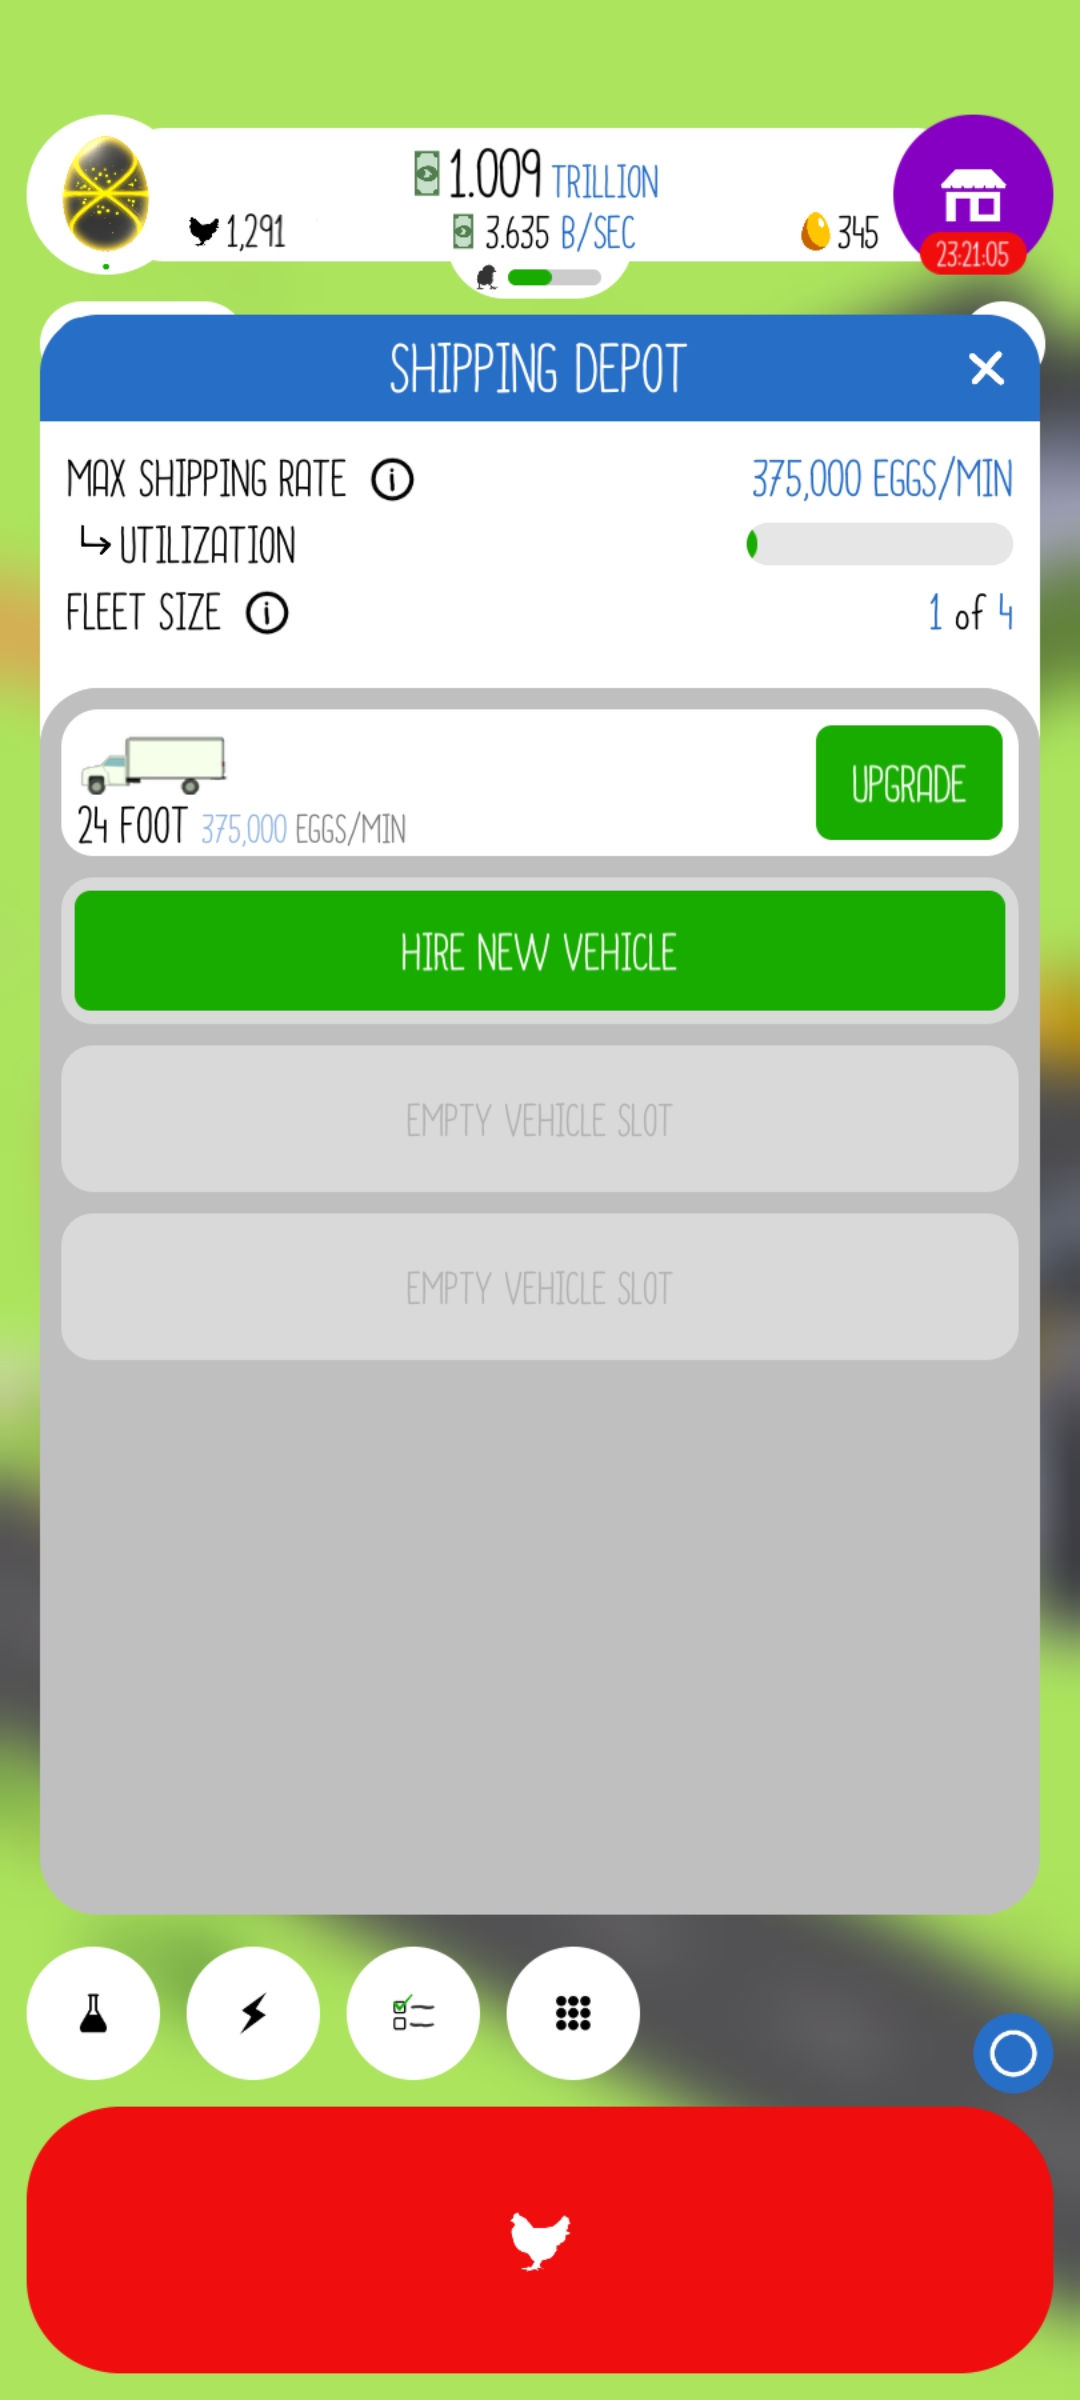 1.009 TRILLION
1,291
3.635 B/SEC
345
23:21:05
SHIPPING DEPOT
MAX SHIPPING RATE
375,000 EGGS/MIN
UTILIZATION
FLEET SIZE
1 of 4
24 FOOT 375,000 EGGS/MIN
UPGRADE
HIRE NEW VEHICLE
EMPTY VEHICLE SLOT
EMPTY VEHICLE SLOT